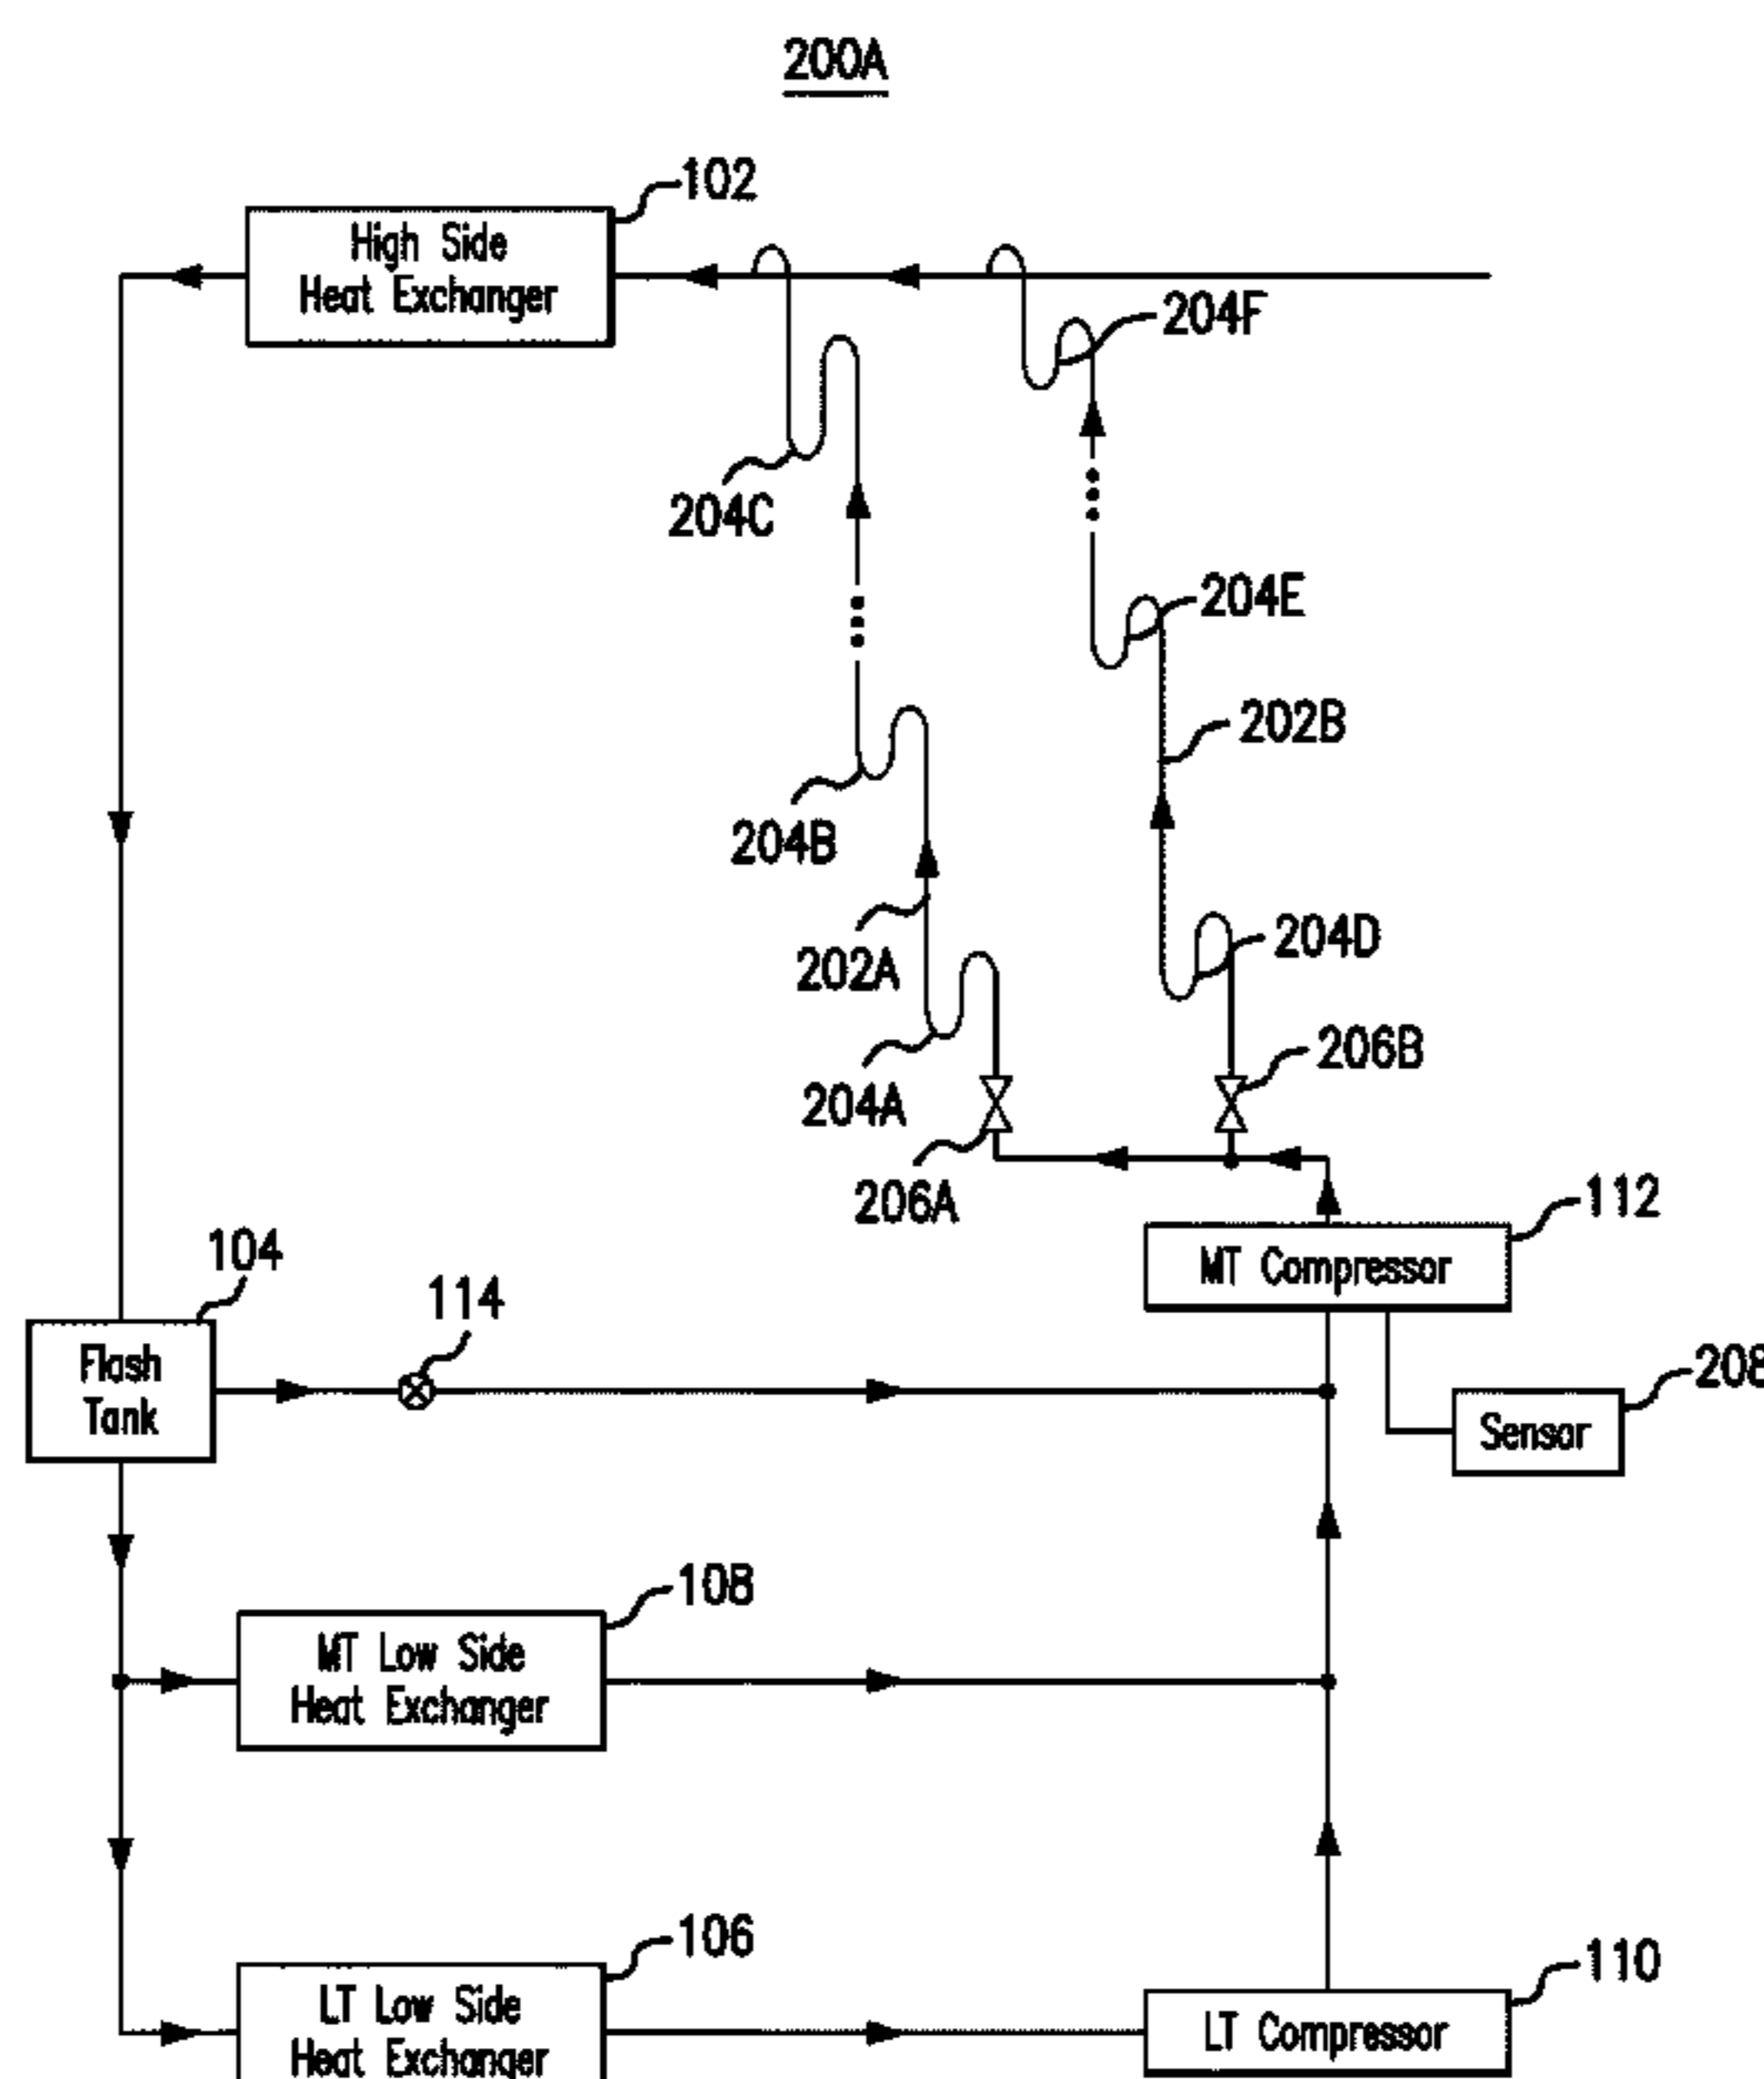 200A
102
High Side
Heat Exchanger
204F
204C
204E
202B
204B
204D
202A
206B
204A
206A
112
MT Compressor
104
114
Flash
Tank
208
Sensor
108
MT Low Side
Heat Exchanger
106
110
LT Low Side
Heat Exchanger
LT Compressor